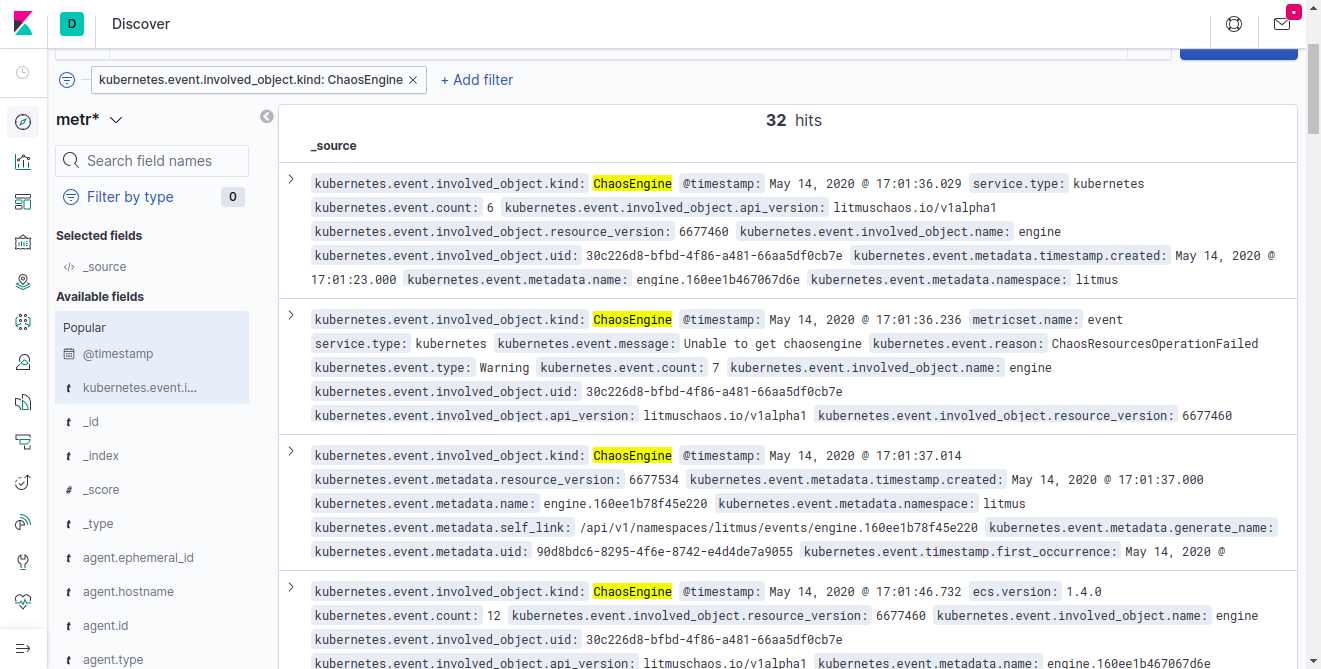 D Discover
kubernetes.event.involved_object.kind: ChaosEngine × + Add filter
metr*
Search field names
Filter by type 0
Selected fields
_source
Available fields
Popular
@timestamp
t kubernetes.event.i...
t _id
t _index
# _score
t _type
t agent.ephemeral_id
t agent.hostname
t agent.id
t agent.type
32 hits
_source
kubernetes.event.involved_object.kind: ChaosEngine @timestamp: May 14, 2020 @ 17:01:36.029 service.type: kubernetes
kubernetes.event.count: 6 kubernetes.event.involved_object.api_version: litmuschaos.io/v1alpha1
kubernetes.event.involved_object.resource_version: 6677460 kubernetes.event.involved_object.name: engine
kubernetes.event.involved_object.uid: 30c226d8-bfbd-4f86-a481-66aa5df0cb7e kubernetes.event.metadata.timestamp.created: May 14, 2020 @
17:01:23.000 kubernetes.event.metadata.name: engine.160ee1b467067d6e kubernetes.event.metadata.namespace: litmus
kubernetes.event.involved_object.kind: ChaosEngine @timestamp: May 14, 2020 @ 17:01:36.236 metricset.name: event
service.type: kubernetes kubernetes.event.message: Unable to get chaosengine kubernetes.event.reason: ChaosResourcesOperationFailed
kubernetes.event.type: Warning kubernetes.event.count: 7 kubernetes.event.involved_object.name: engine
kubernetes.event.involved_object.uid: 30c226d8-bfbd-4f86-a481-66aa5df0cb7e
kubernetes.event.involved_object.api_version: litmuschaos.io/v1alpha1 kubernetes.event.involved_object.resource_version: 6677460
kubernetes.event.involved_object.kind: ChaosEngine @timestamp: May 14, 2020 @ 17:01:37.014
kubernetes.event.metadata.resource_version: 6677534 kubernetes.event.metadata.timestamp.created: May 14, 2020 @ 17:01:37.000
kubernetes.event.metadata.name: engine.160ee1b78f45e220 kubernetes.event.metadata.namespace: litmus
kubernetes.event.metadata.self_link: /api/v1/namespaces/litmus/events/engine.160ee1b78f45e220 kubernetes.event.metadata.generate_name:
kubernetes.event.metadata.uid: 90d8bdc6-8295-4f6e-8742-e4d4de7a9055 kubernetes.event.timestamp.first_occurrence: May 14, 2020 @
kubernetes.event.involved_object.kind: ChaosEngine @timestamp: May 14, 2020 @ 17:01:46.732 ecs.version: 1.4.0
kubernetes.event.count: 12 kubernetes.event.involved_object.resource_version: 6677460 kubernetes.event.involved_object.name: engine
kubernetes.event.involved_object.uid: 30c226d8-bfbd-4f86-a481-66aa5df0cb7e
kubernetes.event.involved_object.api_version: litmuschaos.io/v1alpha1 kubernetes.event.metadata.name: engine.160ee1b467067d6e